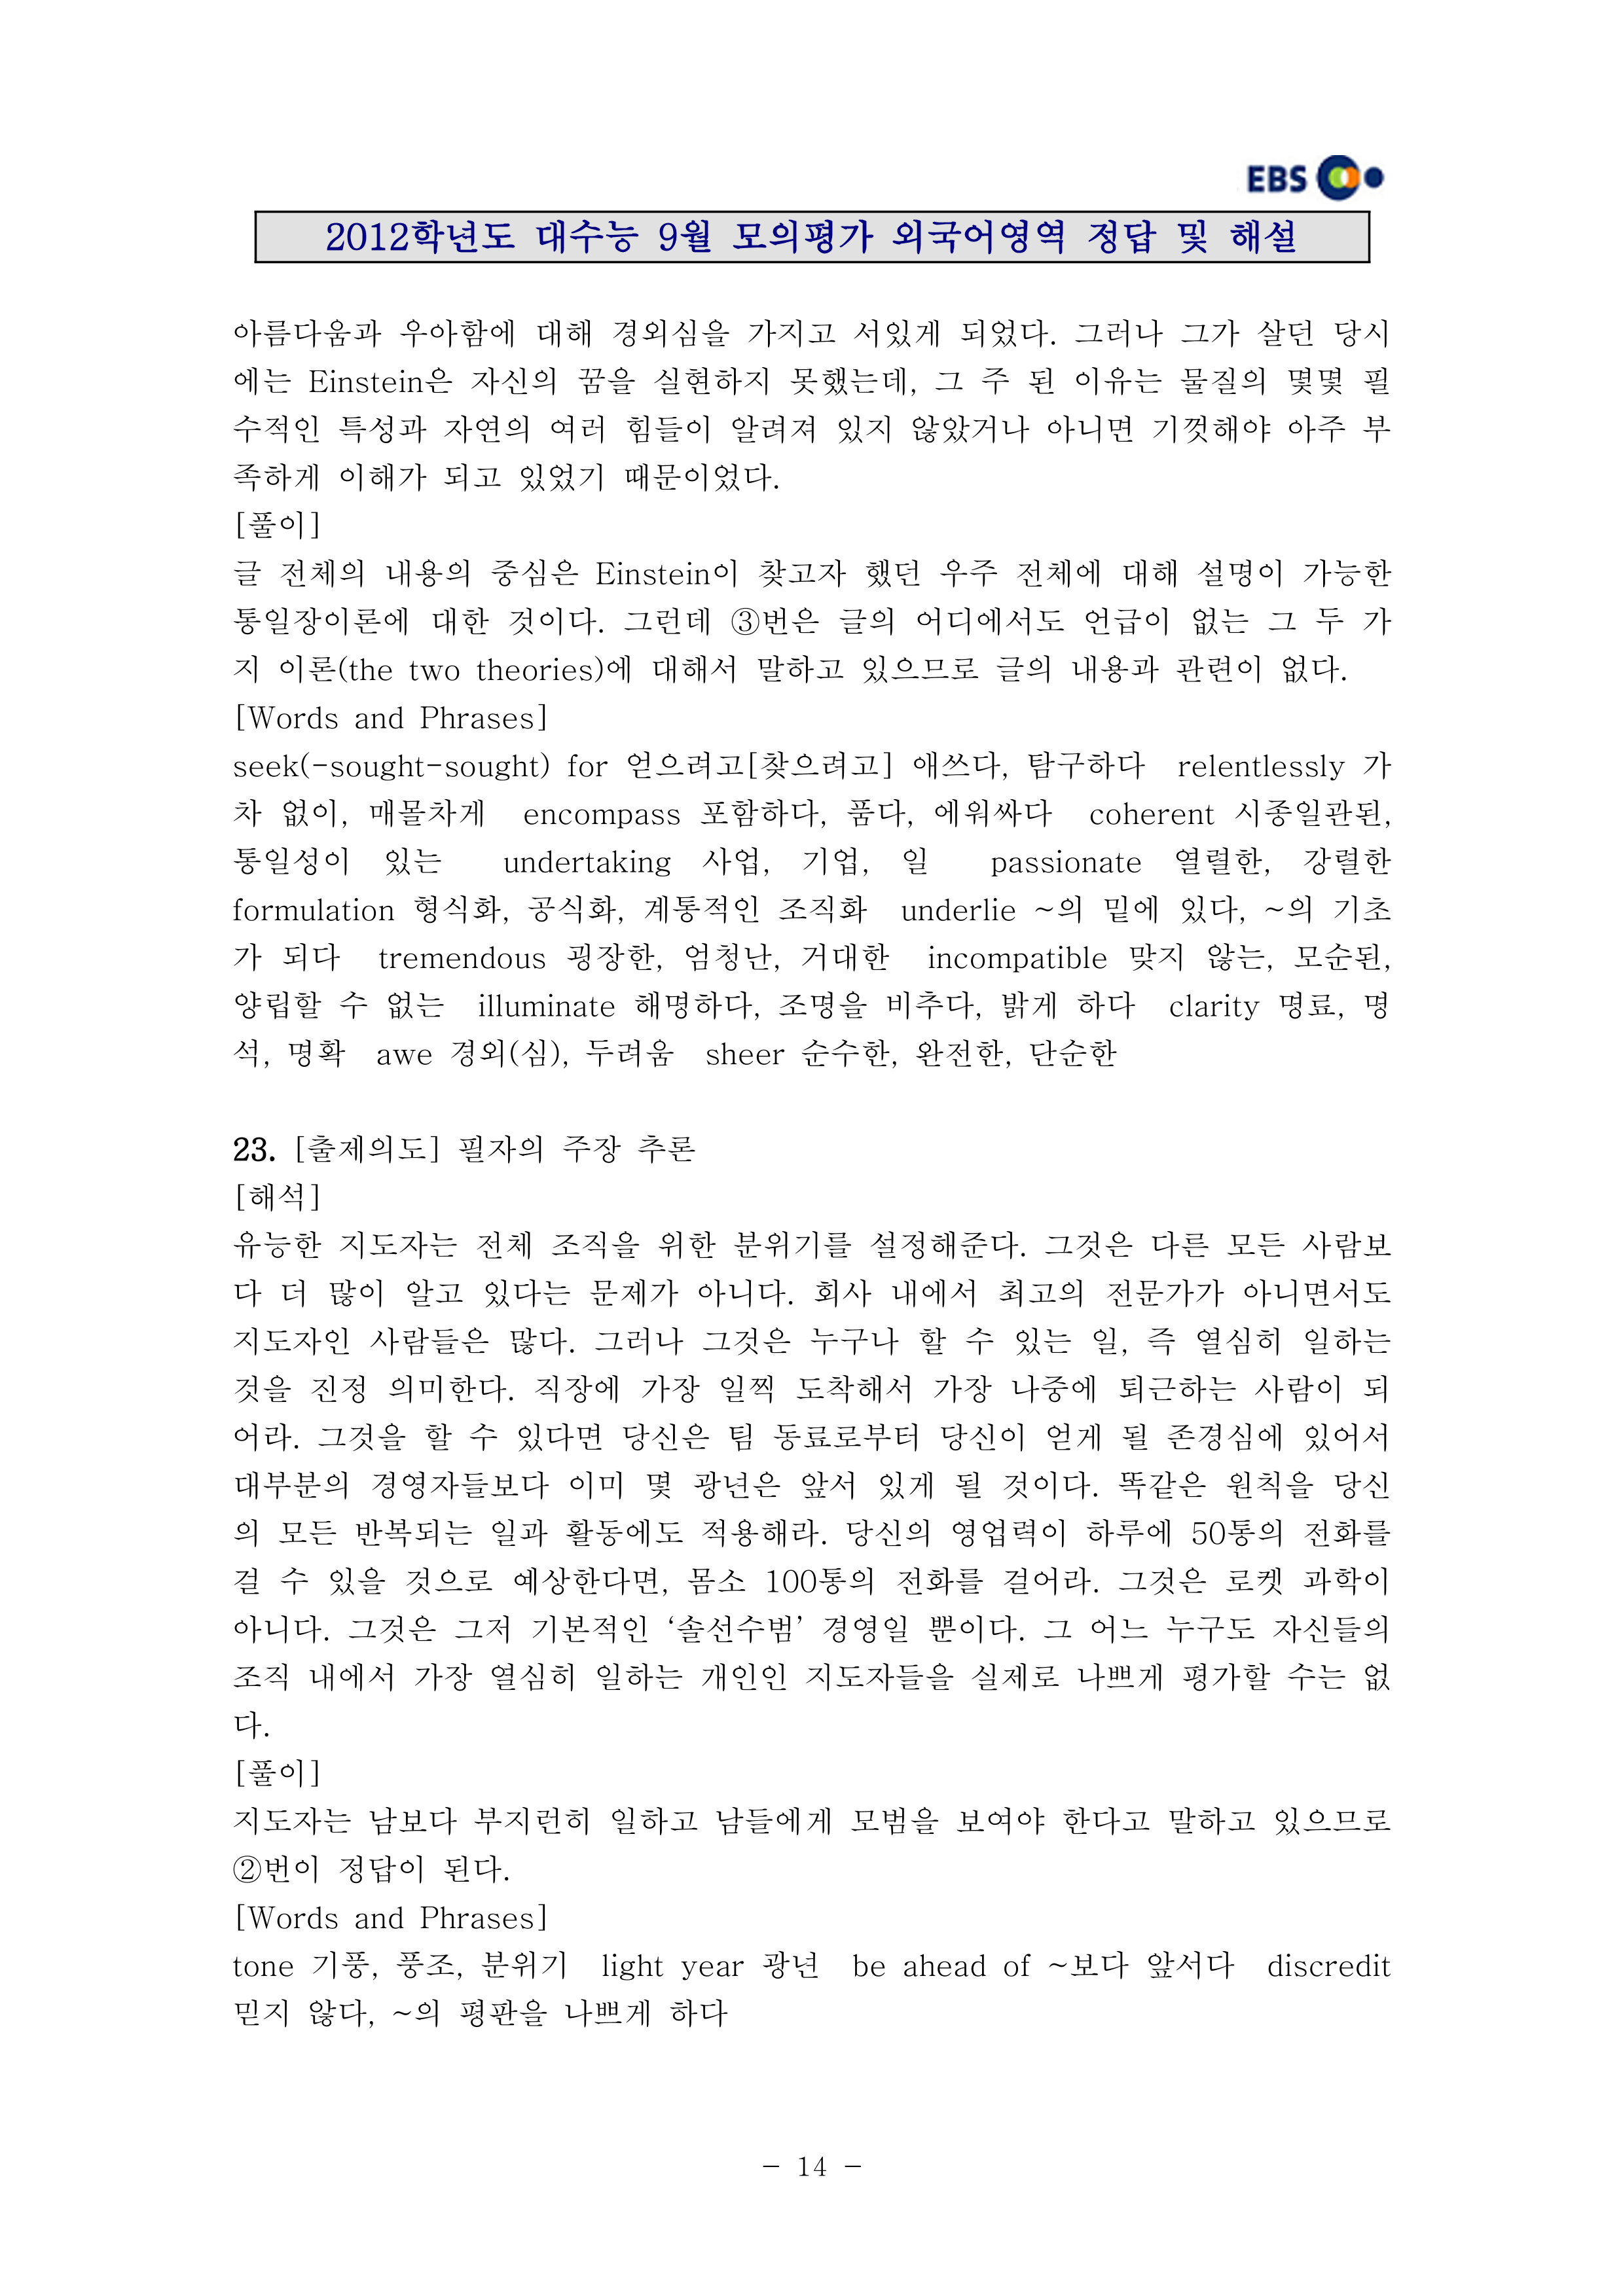 EBS
2012학년도 대수능 9월 모의평가 외국어영역 정답 및 해설
아름다움과 우아함에 대해 경외심을 가지고 서있게 되었다. 그러나 그가 살던 당시
에는 Einstein은 자신의 꿈을 실현하지 못했는데, 그 주 된 이유는 물질의 몇몇 필
수적인 특성과 자연의 여러 힘들이 알려져 있지 않았거나 아니면 기껏해야 아주 부
족하게 이해가 되고 있었기 때문이었다.
[풀이]
글 전체의 내용의 중심은 Einstein이 찾고자 했던 우주 전체에 대해 설명이 가능한
통일장이론에 대한 것이다. 그런데 ③번은 글의 어디에서도 언급이 없는 그 두 가
지 이론(the two theories)에 대해서 말하고 있으므로 글의 내용과 관련이 없다.
[Words and Phrases]
seek(-sought-sought) for 얻으려고[찾으려고] 애쓰다, 탐구하다 relentlessly 가
차 없이, 매몰차게 encompass 포함하다, 품다, 에워싸다 coherent 시종일관된,
통일성이 있는 undertaking 사업, 기업, 일 passionate 열렬한, 강렬한
formulation 형식화, 공식화, 계통적인 조직화 underlie ~의 밑에 있다, ~의 기초
가 되다 tremendous 굉장한, 엄청난, 거대한 incompatible 맞지 않는, 모순된,
양립할 수 없는 illuminate 해명하다, 조명을 비추다, 밝게 하다 clarity 명료, 명
석, 명확 awe 경외(심), 두려움 sheer 순수한, 완전한, 단순한
23. [출제의도] 필자의 주장 추론
[해석]
유능한 지도자는 전체 조직을 위한 분위기를 설정해준다. 그것은 다른 모든 사람보
다 더 많이 알고 있다는 문제가 아니다. 회사 내에서 최고의 전문가가 아니면서도
지도자인 사람들은 많다. 그러나 그것은 누구나 할 수 있는 일, 즉 열심히 일하는
것을 진정 의미한다. 직장에 가장 일찍 도착해서 가장 나중에 퇴근하는 사람이 되
어라. 그것을 할 수 있다면 당신은 팀 동료로부터 당신이 얻게 될 존경심에 있어서
대부분의 경영자들보다 이미 몇 광년은 앞서 있게 될 것이다. 똑같은 원칙을 당신
의 모든 반복되는 일과 활동에도 적용해라. 당신의 영업력이 하루에 50통의 전화를
걸 수 있을 것으로 예상한다면, 몸소 100통의 전화를 걸어라. 그것은 로켓 과학이
아니다. 그것은 그저 기본적인 ‘솔선수범’ 경영일 뿐이다. 그 어느 누구도 자신들의
조직 내에서 가장 열심히 일하는 개인인 지도자들을 실제로 나쁘게 평가할 수는 없
다.
[풀이]
지도자는 남보다 부지런히 일하고 남들에게 모범을 보여야 한다고 말하고 있으므로
②번이 정답이 된다.
[Words and Phrases]
tone 기풍, 풍조, 분위기 light year 광년 be ahead of ~보다 앞서다 discredit
믿지 않다, ~의 평판을 나쁘게 하다
- 14 -